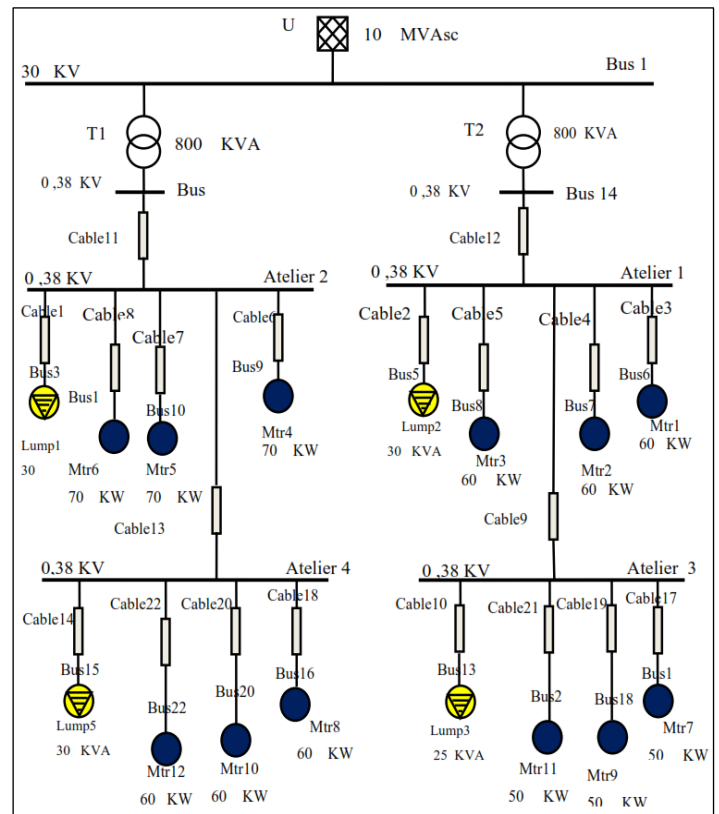 U
10 MVAsc
30 KV
Bus 1
T1
800 KVA
T2
800 KVA
0 ,38 KV
Bus
0 ,38 KV
Bus 14
Cable11
Cable12
0 ,38 KV
Atelier 2
0 ,38 KV
Atelier 1
Cable1
Cable8
Cable7
Cable6
Cable2
Cable5
Cable4
Cable3
Bus3
Bus1
Bus10
Bus9
Bus5
Bus8
Bus7
Bus6
Lump1
30
Mtr6
70 KW
Mtr5
70 KW
Mtr4
70 KW
Lump2
30 KVA
Mtr3
60 KW
Mtr2
60 KW
Mtr1
60 KW
Cable13
Cable9
0,38 KV
Atelier 4
0,38 KV
Atelier 3
Cable14
Cable22
Cable20
Cable18
Cable10
Cable21
Cable19
Cable17
Bus15
Bus22
Bus20
Bus16
Bus13
Bus2
Bus18
Bus1
Lump5
30 KVA
Mtr12
60 KW
Mtr10
60 KW
Mtr8
60 KW
Lump3
25 KVA
Mtr11
50 KW
Mtr9
50 KW
Mtr7
50 KW